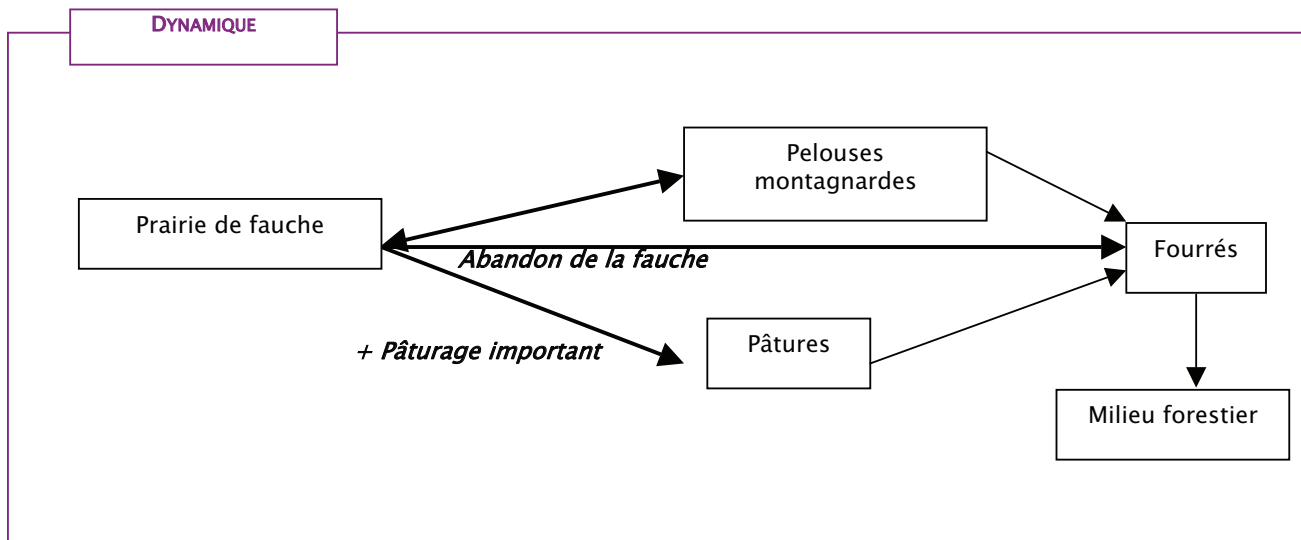 DYNAMIQUE
Pelouses
montagnardes
Prairie de fauche
Abandon de la fauche
Fourrés
+ Pâturage important
Pâtures
Milieu forestier